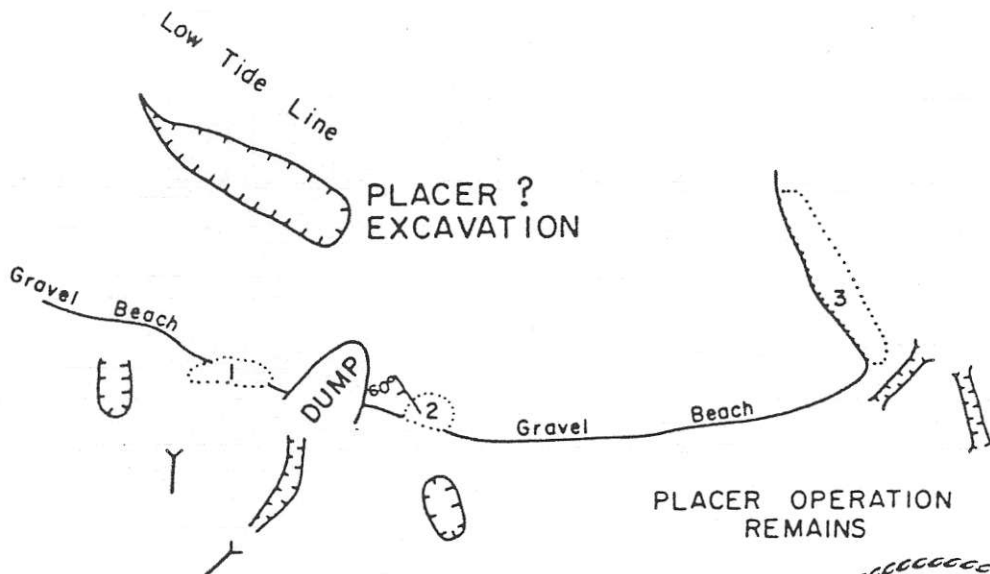 Low Tide Line
PLACER ?
EXCAVATION
Gravel Beach
1
DUMP
60°
2
3
Gravel Beach
PLACER OPERATION
REMAINS